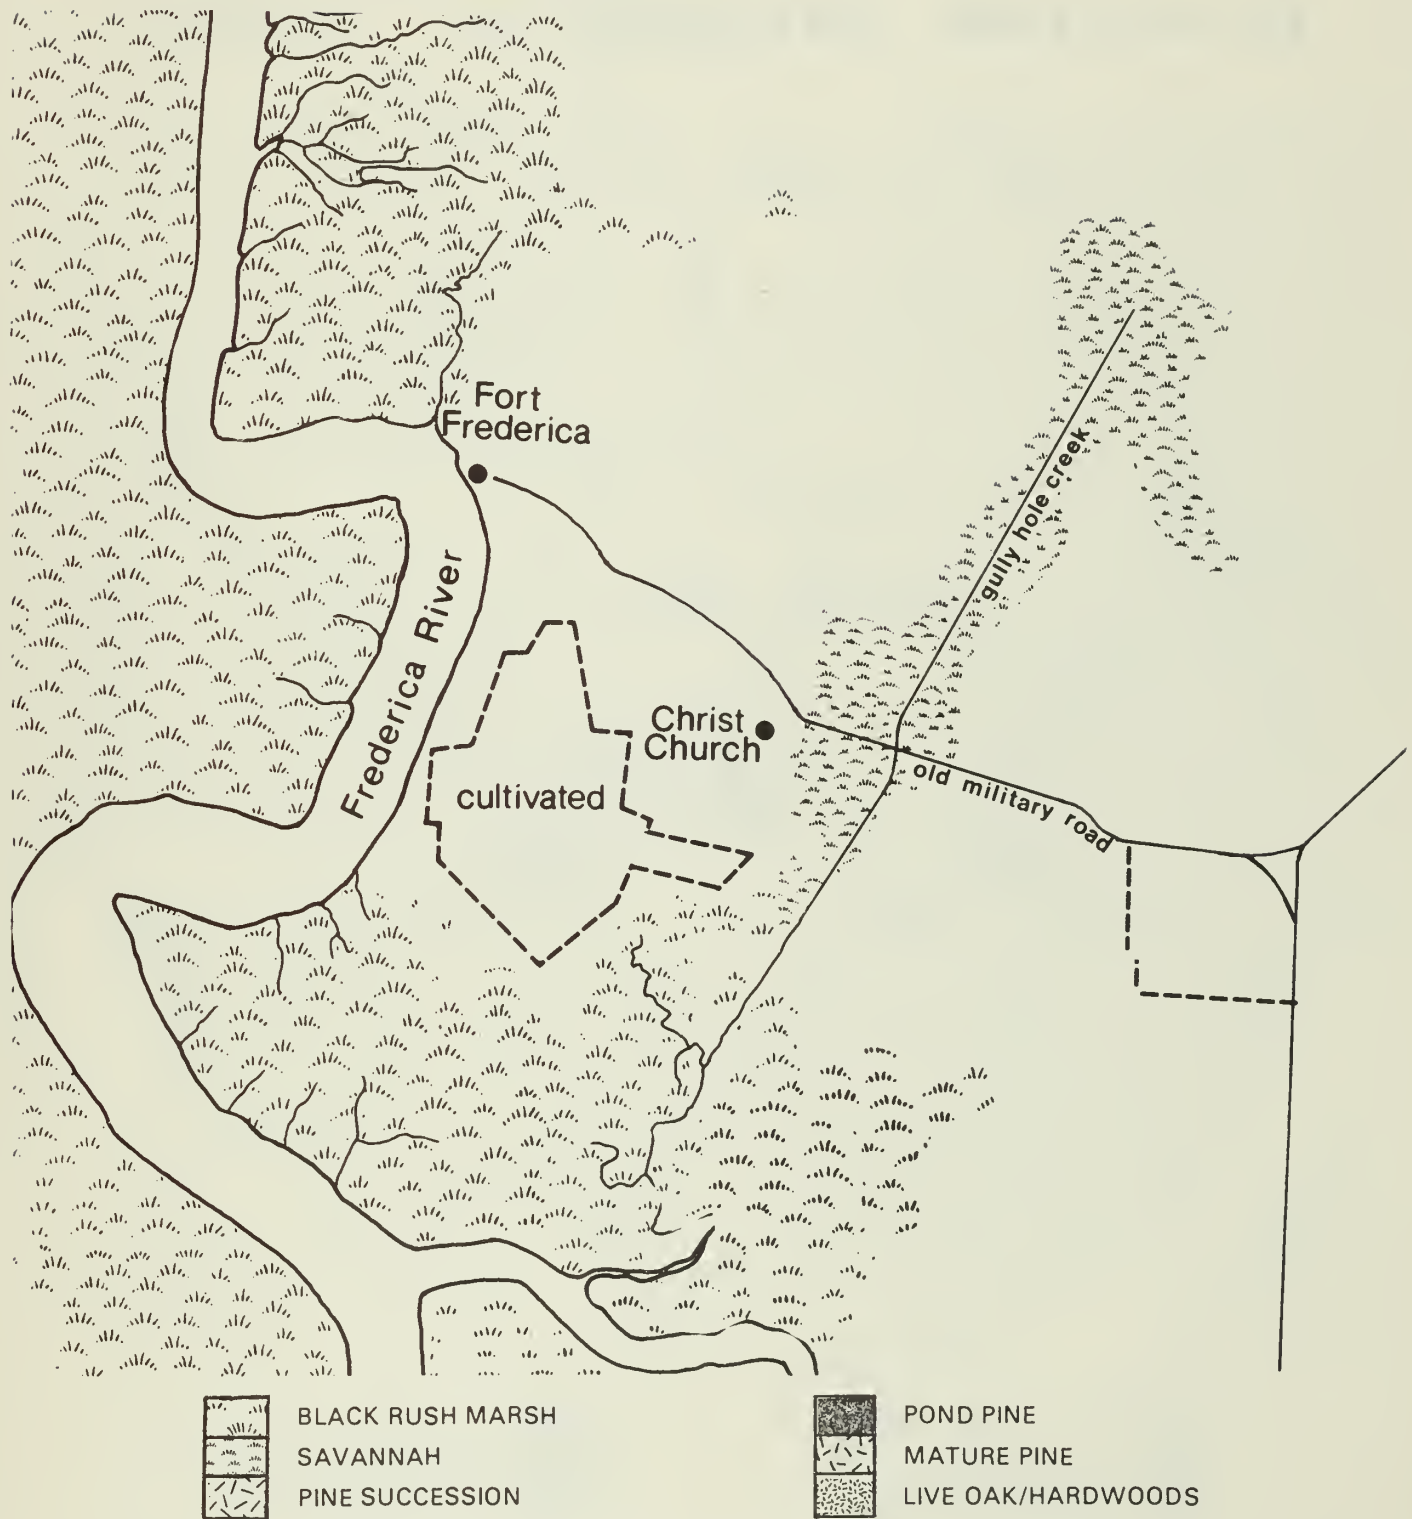 Fort
Frederica
gully hole creek
Frederica River
Christ
Church
cultivated
old military road
BLACK RUSH MARSH
SAVANNAH
PINE SUCCESSION
POND PINE
MATURE PINE
LIVE OAK/HARDWOODS